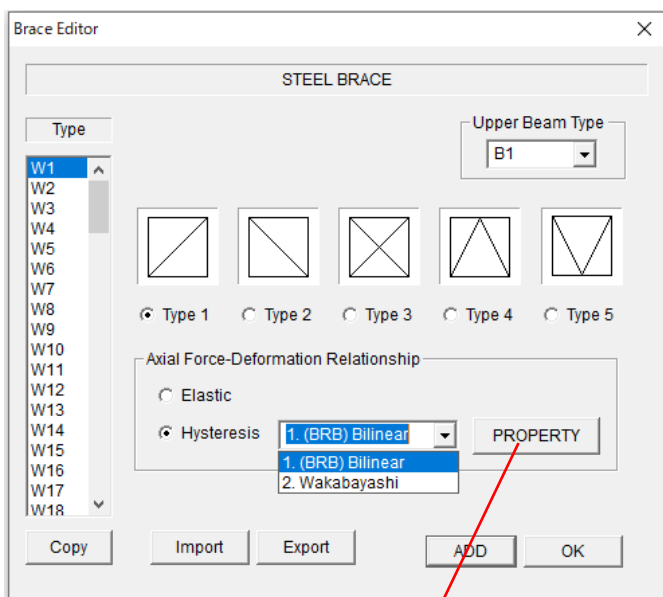 Brace Editor
STEEL BRACE
Type
Upper Beam Type
B1
W1
W2
W3
W4
W5
W6
W7
W8
W9
W10
W11
W12
W13
W14
W15
W16
W17
W18
Type 1
Type 2
Type 3
Type 4
Type 5
Axial Force-Deformation Relationship
Elastic
Hysteresis
1. (BRB) Bilinear
PROPERTY
1. (BRB) Bilinear
2. Wakabayashi
Copy
Import
Export
ADD
OK